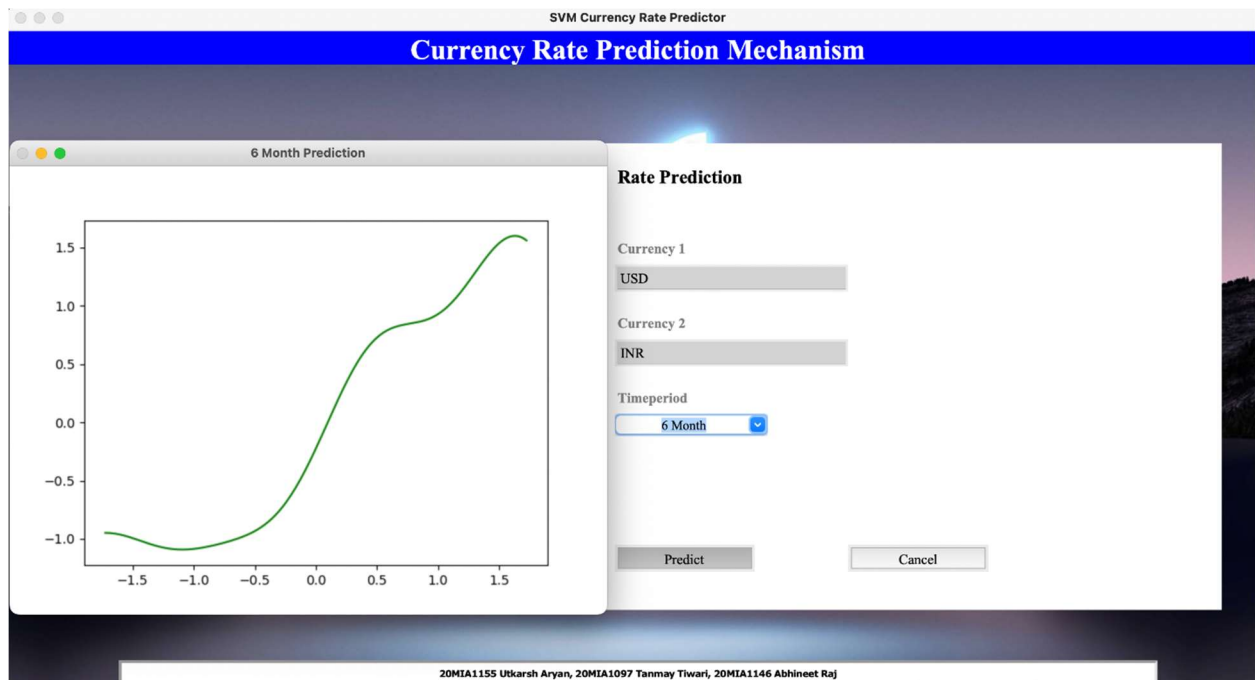 SVM Currency Rate Predictor
Currency Rate Prediction Mechanism
6 Month Prediction
1.5
1.0
0.5
0.0
−0.5
−1.0
−1.5 −1.0 −0.5 0.0 0.5 1.0 1.5
Rate Prediction
Currency 1
USD
Currency 2
INR
Timeperiod
6 Month
Predict Cancel
20MIA1155 Utkarsh Aryan, 20MIA1097 Tanmay Tiwari, 20MIA1146 Abhineet Raj